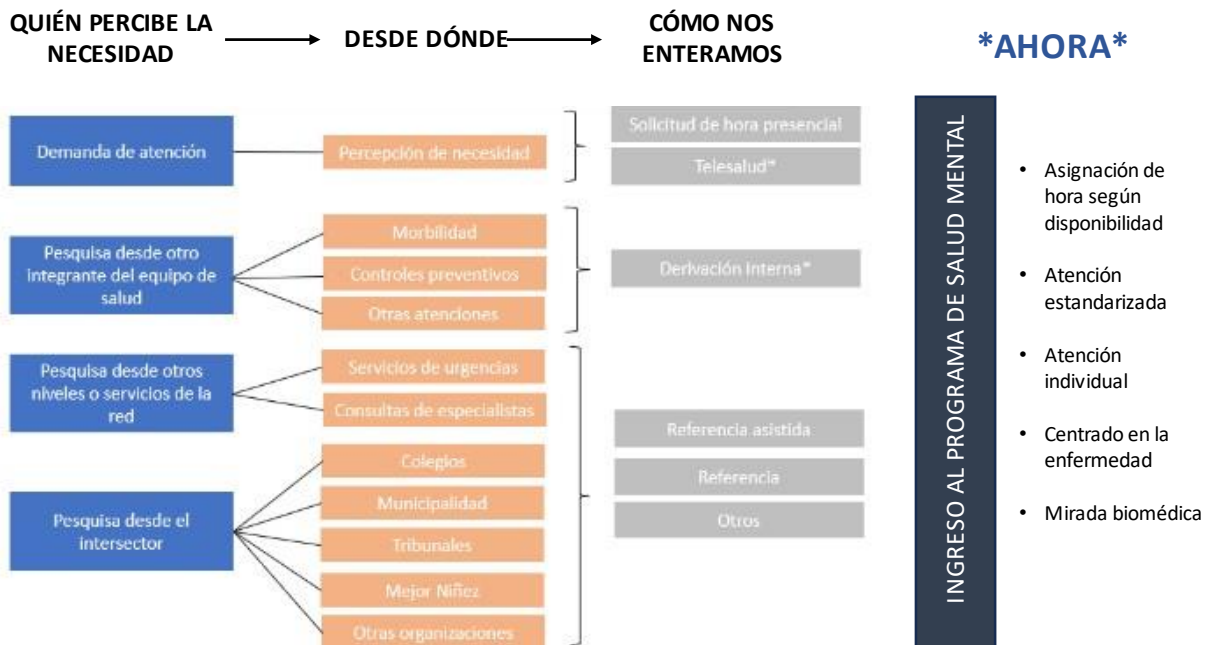 QUIÉN PERCIBE LA
NECESIDAD
DESDE DÓNDE
CÓMO NOS
ENTERAMOS
*AHORA*
Demanda de atención
Percepción de necesidad
Solicitud de hora presencial
Telesalud*
Pesquisa desde otro
integrante del equipo de
salud
Morbilidad
Controles preventivos
Otras atenciones
Derivación interna*
Pesquisa desde otros
niveles o servicios de la
red
Servicios de urgencias
Consultas de especialistas
Pesquisa desde el
intersector
Colegios
Municipalidad
Tribunales
Mejor Niñez
Otras organizaciones
Referencia asistida
Referencia
Otros
INGRESO AL PROGRAMA DE SALUD MENTAL
• Asignación de
hora según
disponibilidad
• Atención
estandarizada
• Atención
individual
• Centrado en la
enfermedad
• Mirada biomédica